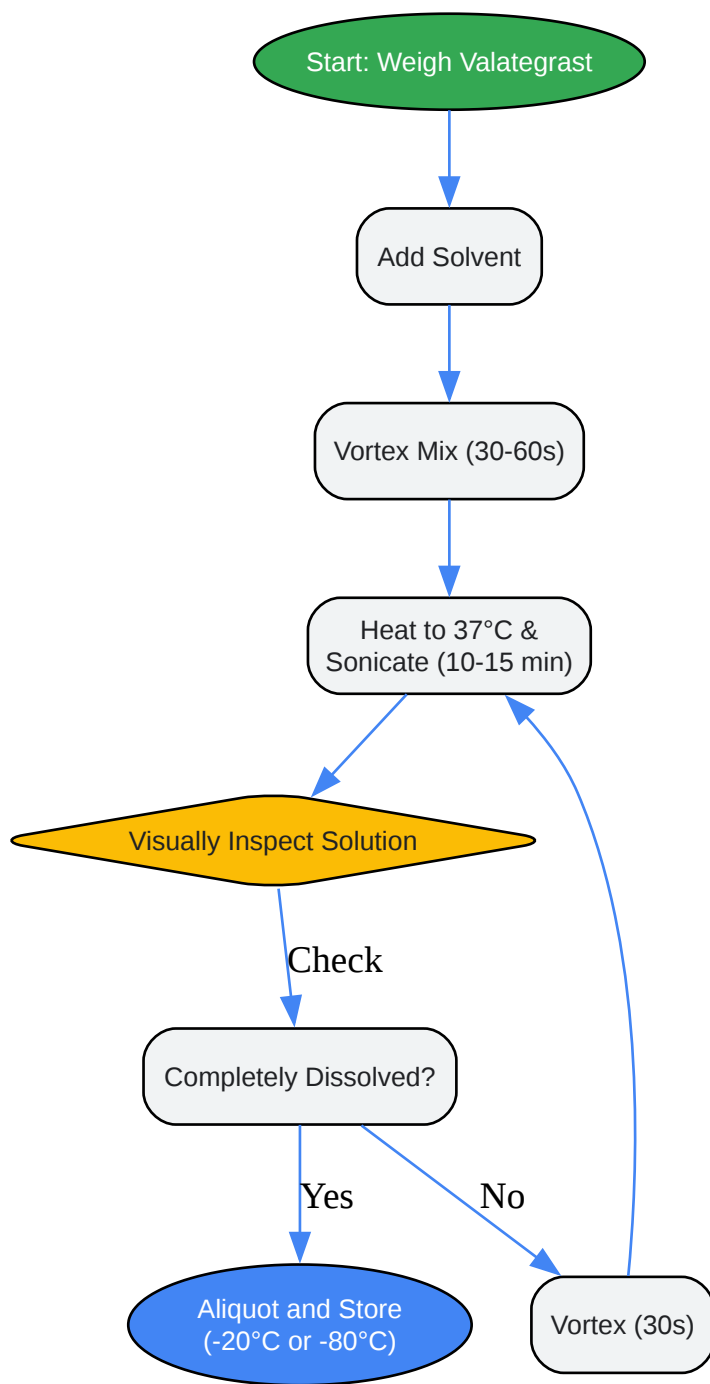 Start: Weigh Valategrast
Add Solvent
Vortex Mix (30-60s)
Heat to 37°C &
Sonicate (10-15 min)
Visually Inspect Solution
Check
Completely Dissolved?
Yes
No
Aliquot and Store
(-20°C or -80°C)
Vortex (30s)